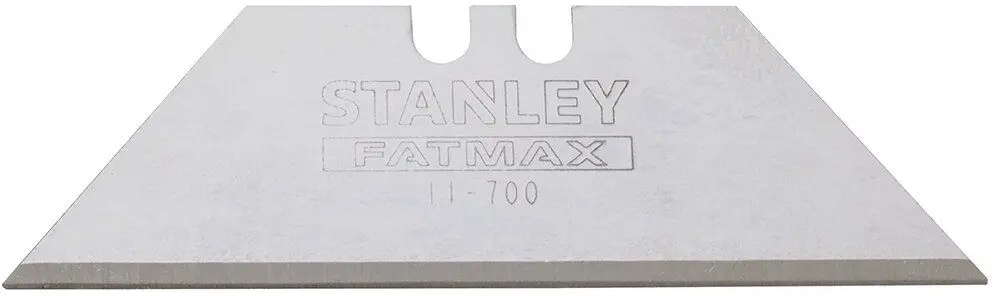 STANLEY
FATMAX
11-700